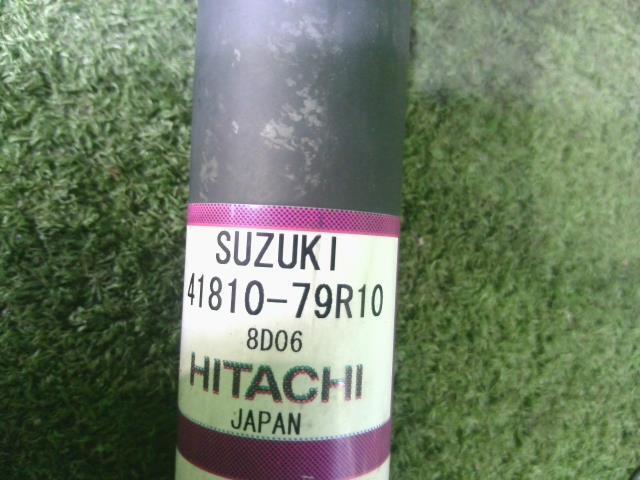 SUZUKI
41810-79R10
8D06
HITACHI
JAPAN